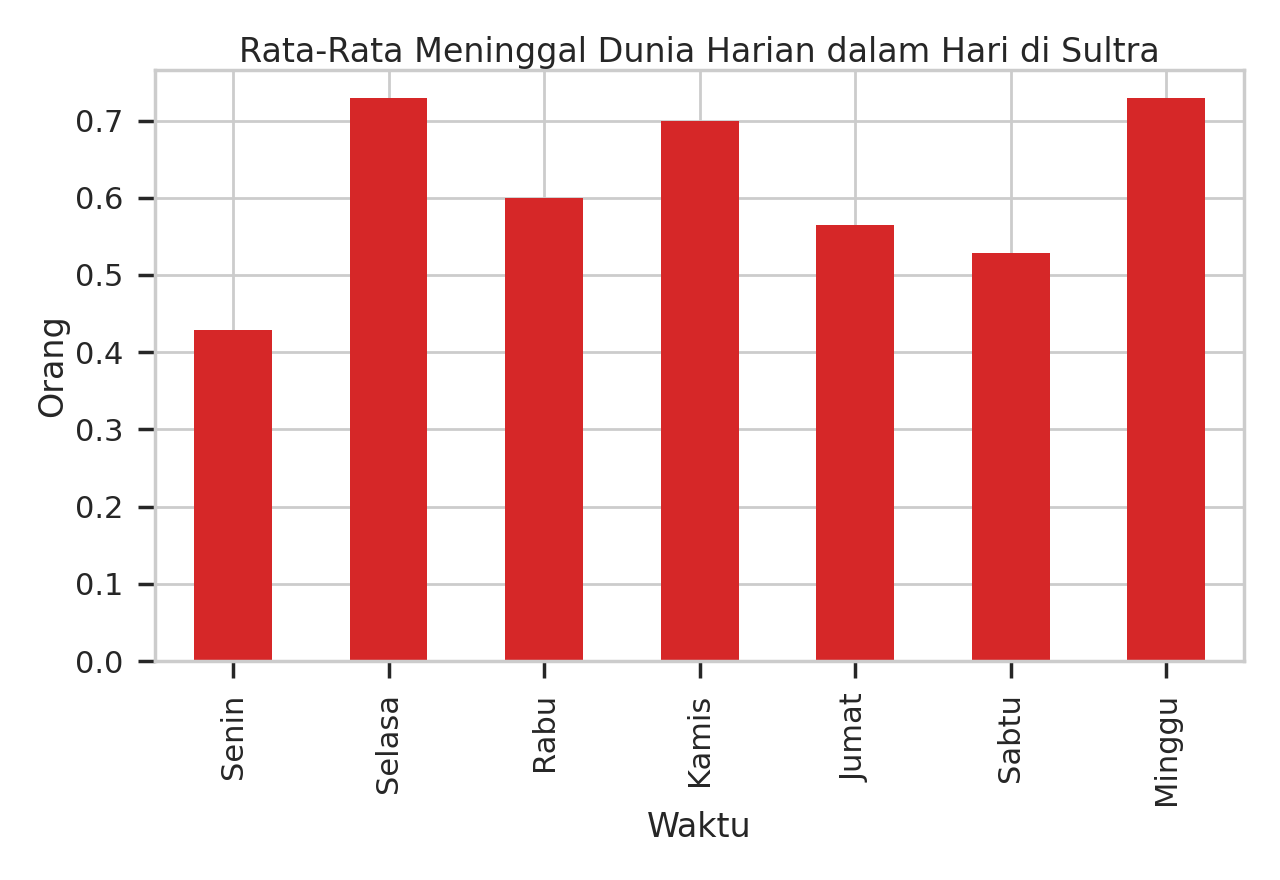 Rata-Rata Meninggal Dunia Harian dalam Hari di Sultra
Orang
0.7
0.6
0.5
0.4
0.3
0.2
0.1
0.0
Senin
Selasa
Rabu
Kamis
Jumat
Sabtu
Minggu
Waktu